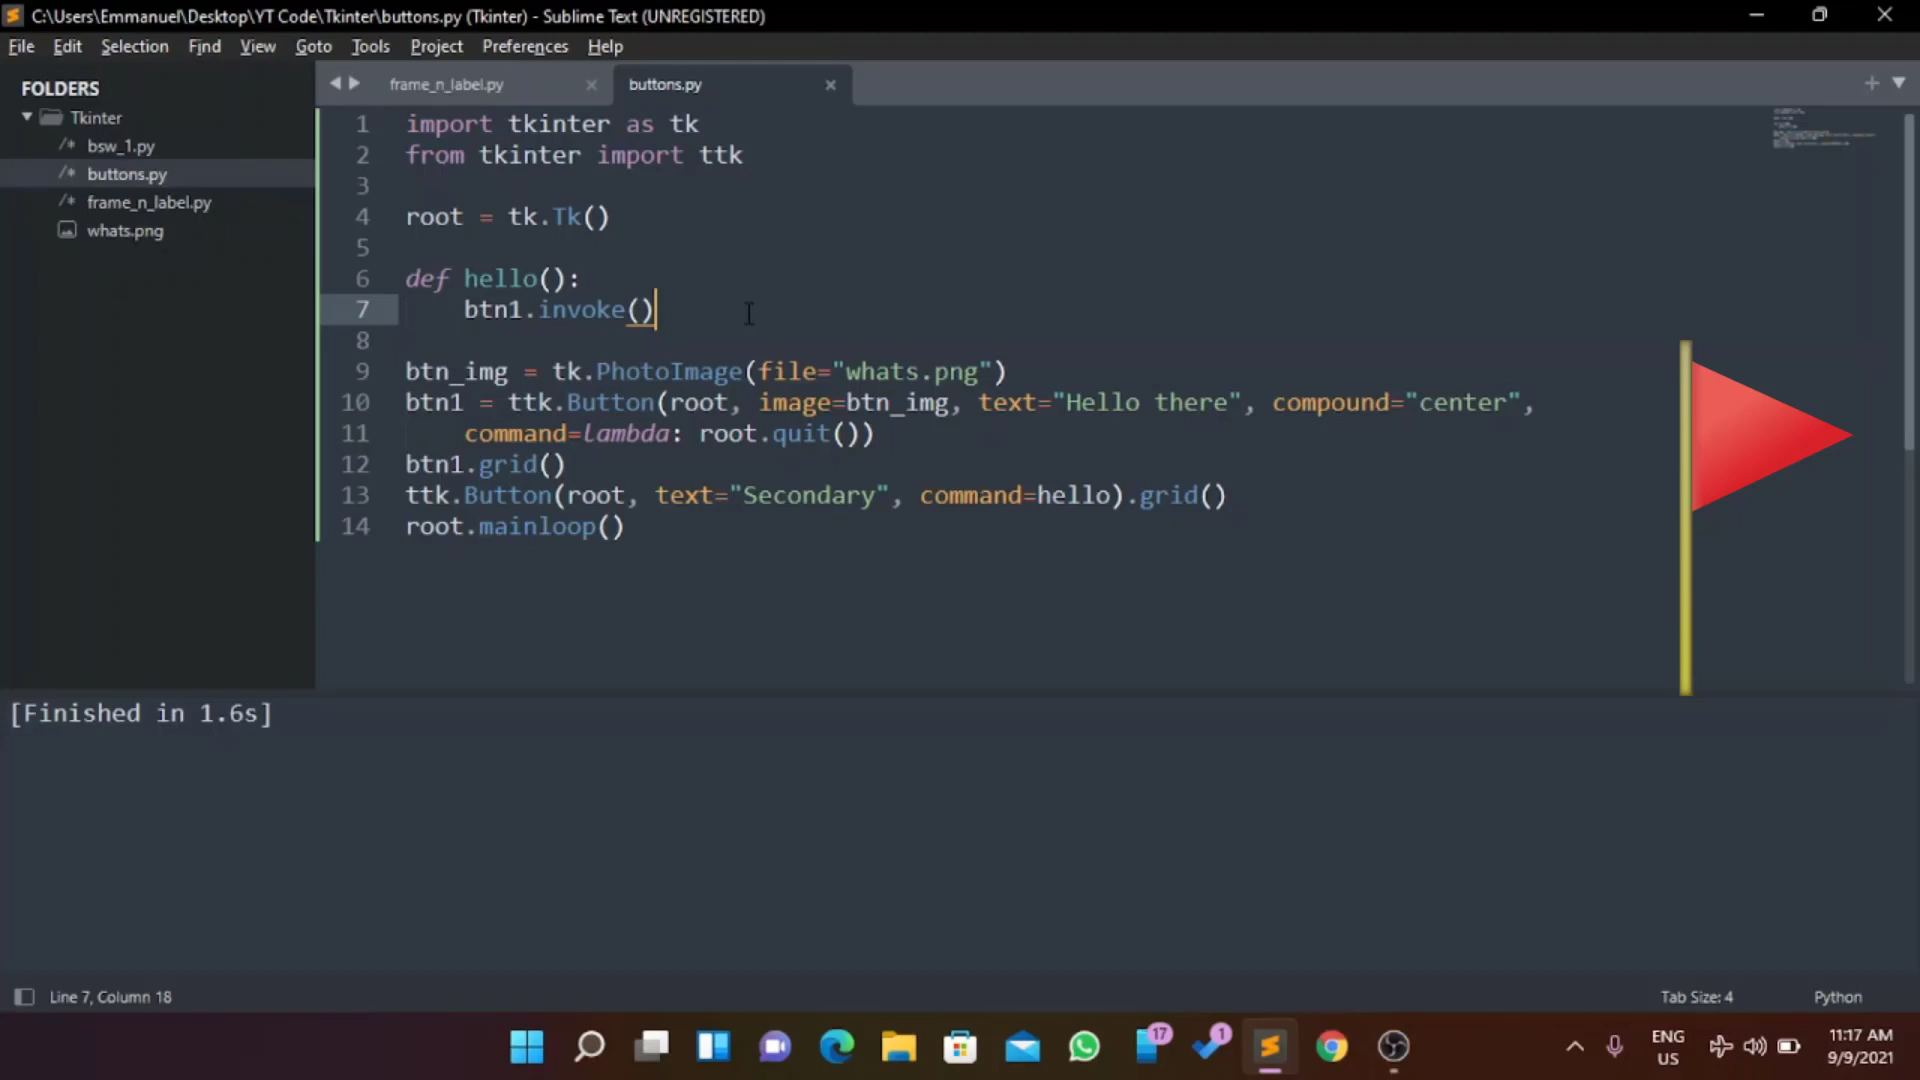 C:\Users\Emmanuel\Desktop\YT Code\Tkinter\buttons.py (Tkinter) - Sublime Text (UNREGISTERED)
File Edit Selection Find View Goto Tools Project Preferences Help
FOLDERS
Tkinter
/* bsw_1.py
/* buttons.py
/* frame_n_label.py
whats.png
frame_n_label.py × buttons.py ×
1 import tkinter as tk
2 from tkinter import ttk
3
4 root = tk.Tk()
5
6 def hello():
7     btn1.invoke()
8
9 btn_img = tk.PhotoImage(file="whats.png")
10 btn1 = ttk.Button(root, image=btn_img, text="Hello there", compound="center",
11     command=lambda: root.quit())
12 btn1.grid()
13 ttk.Button(root, text="Secondary", command=hello).grid()
14 root.mainloop()
[Finished in 1.6s]
Line 7, Column 18
Tab Size: 4
Python
17
1
ENG
US
11:17 AM
9/9/2021